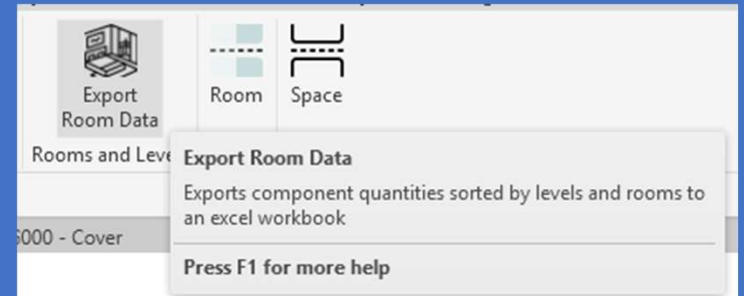 Export
Room Data
Room
Space
Rooms and Leve
Export Room Data
Exports component quantities sorted by levels and rooms to
an excel workbook
000 - Cover
Press F1 for more help